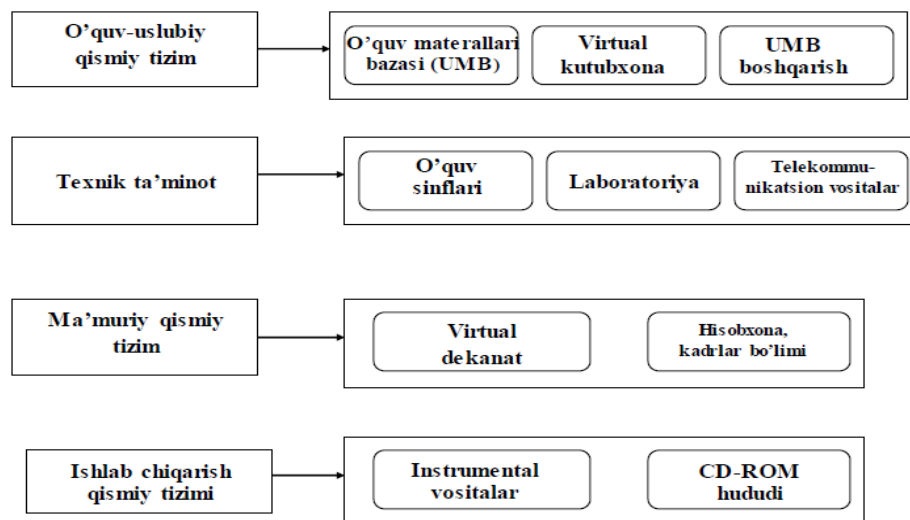 O’quv-uslubiy
qismiy tizim
O’quv materallari
bazasi (UMB)
Virtual
kutubxona
UMB
boshqarish
Texnik ta’minot
O’quv
sinflari
Laboratoriya
Telekommu-
nikatsion vositalar
Ma’muriy qismiy
tizim
Virtual
dekanat
Hisobxona,
kadrlar bo’limi
Ishlab chiqarish
qismiy tizimi
Instrumental
vositalar
CD-ROM
hududi